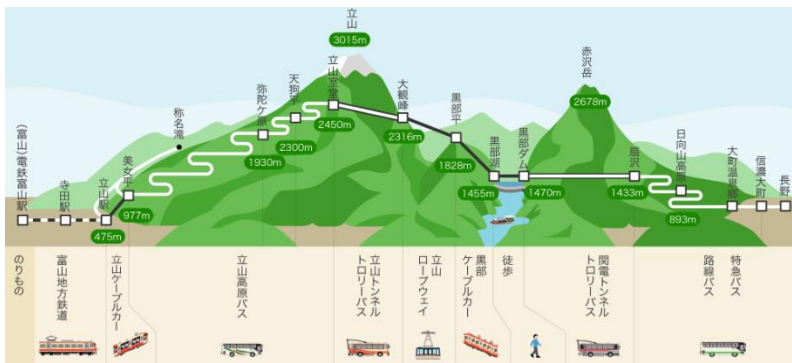 立山
3015m
赤沢岳
2678m
（富山）電鉄富山駅
寺田駅
立山駅
475m
美女平
977m
称名滝
弥陀ヶ原
1930m
天狗平
2300m
立山室堂
2450m
大観峰
2316m
黒部平
1828m
黒部湖
1455m
黒部ダム
1470m
扇沢
1433m
日向山高原
893m
大町温泉郷
信濃大町
長野
のりもの
富山地方鉄道
立山ケーブルカー
立山高原バス
立山トンネル
トロリーバス
立山
ロープウェイ
黒部
ケーブルカー
徒歩
関電トンネル
トロリーバス
特急バス
路線バス